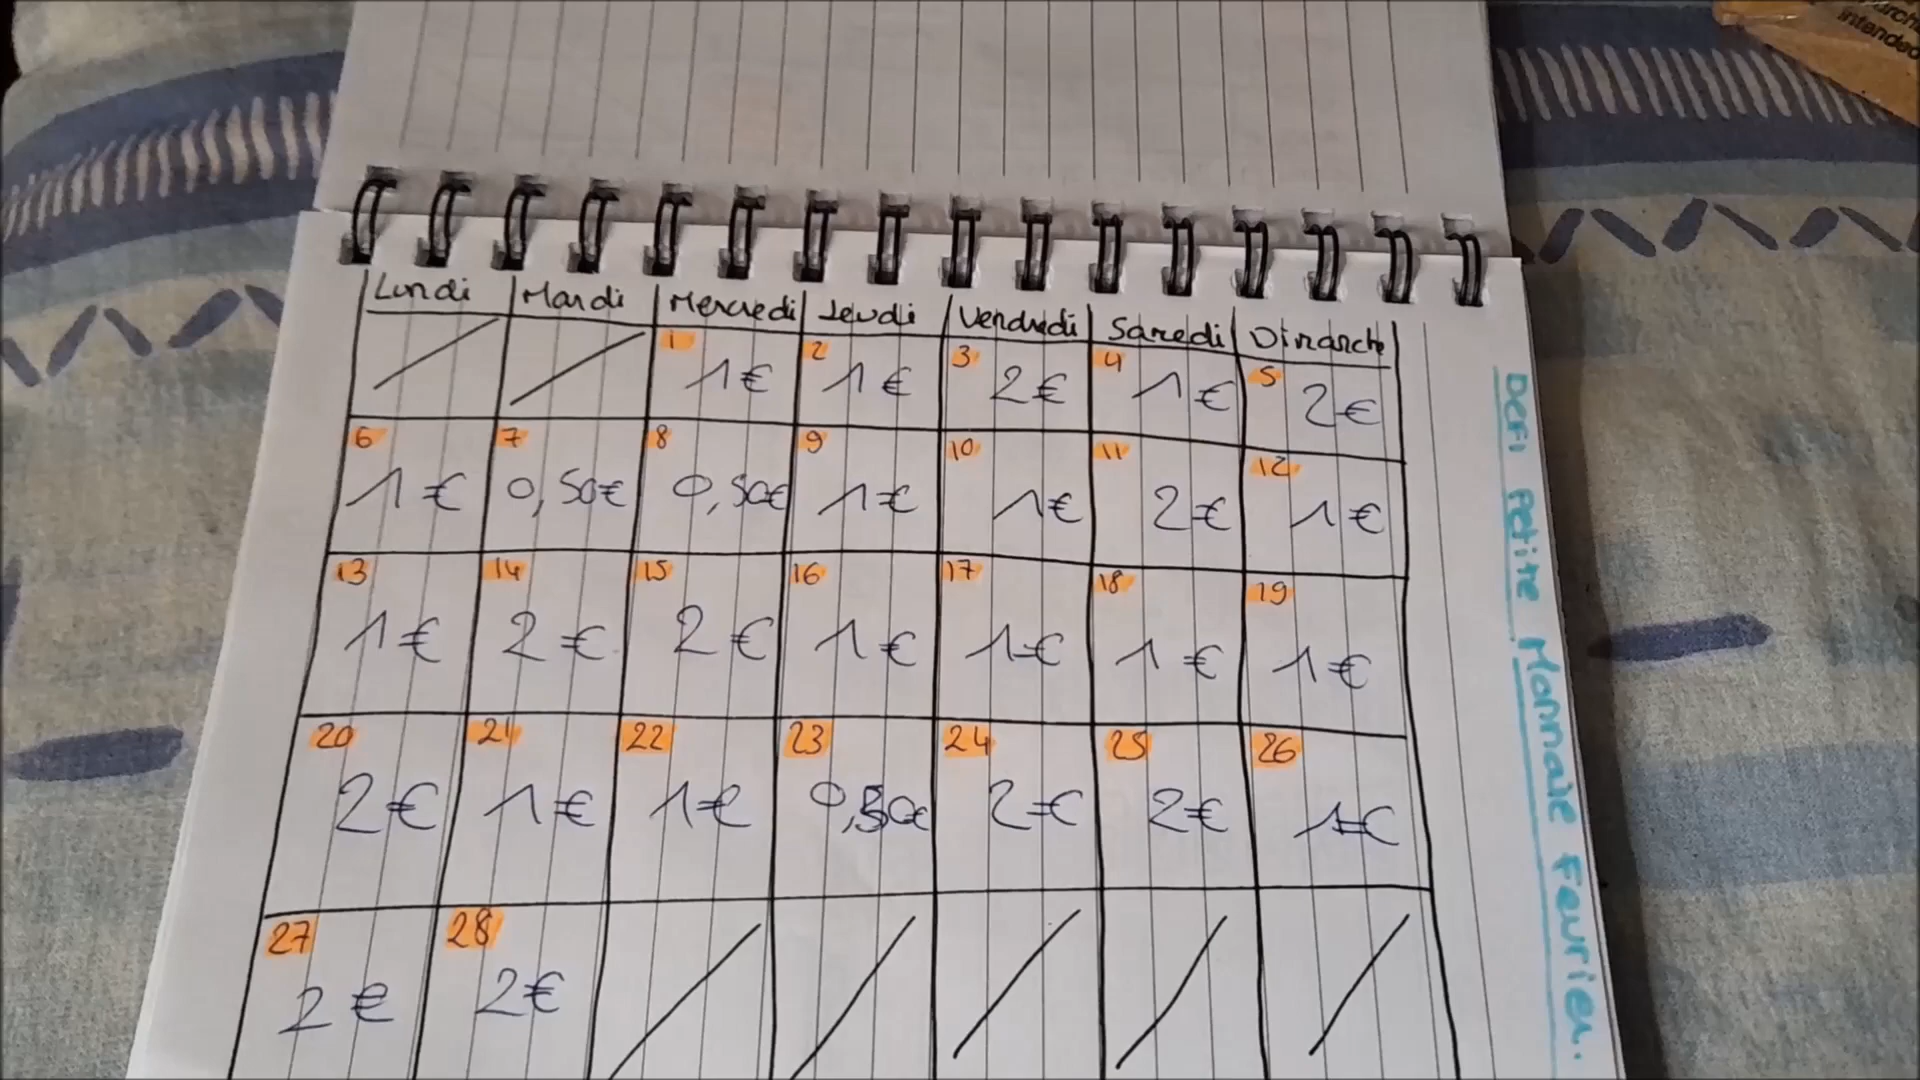 urch
intended
Lundi Mardi Mercredi Jeudi Vendredi Samedi Dimanche
1 2 3 4 5
1€ 1€ 2€ 1€ 2€
6 7 8 9 10 11 12
1€ 0,50€ 0,50€ 1€ 1€ 2€ 1€
13 14 15 16 17 18 19
1€ 2€ 2€ 1€ 1€ 1€ 1€
20 21 22 23 24 25 26
2€ 1€ 1€ 0,50€ 2€ 2€ 1€
27 28
2€ 2€
Defi Petite Monnaie Fevrier.